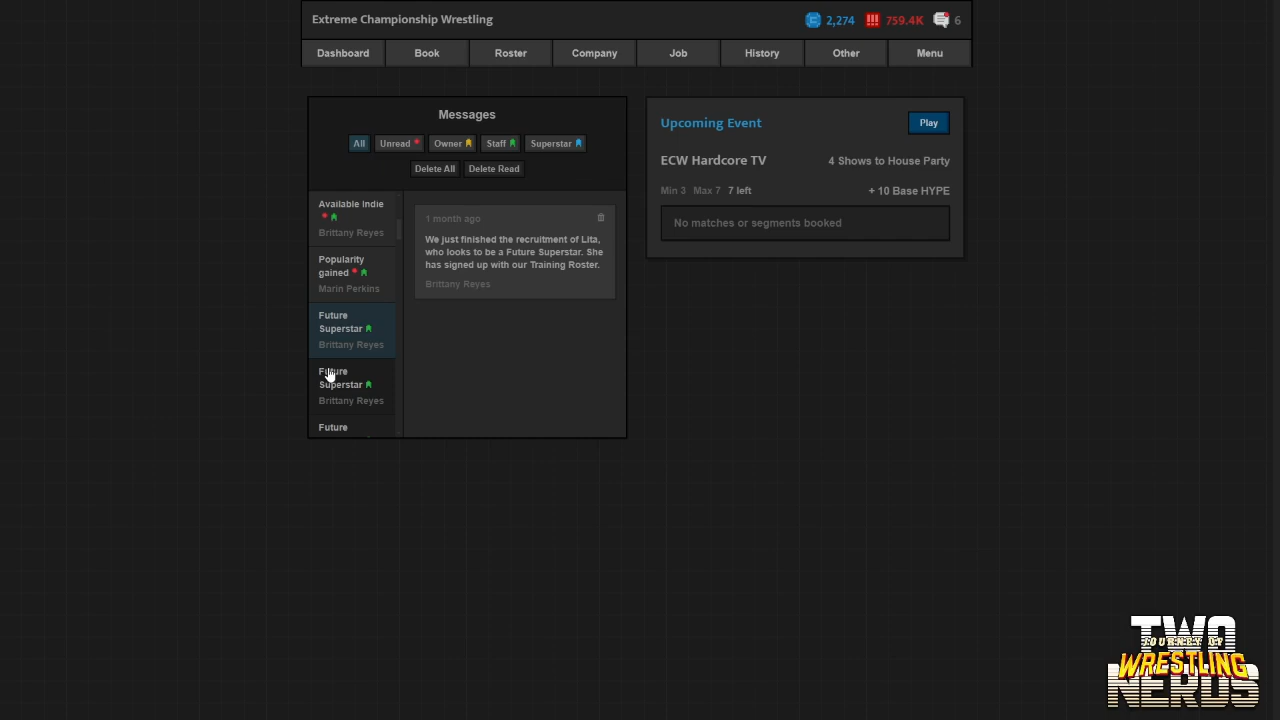 Extreme Championship Wrestling
2,274
759.4K
6
Dashboard
Book
Roster
Company
Job
History
Other
Menu
Messages
All
Unread
Owner
Staff
Superstar
Delete All
Delete Read
Available Indie
Brittany Reyes
Popularity
gained
Marin Perkins
Future
Superstar
Brittany Reyes
Future
Superstar
Brittany Reyes
Future
1 month ago
We just finished the recruitment of Lita,
who looks to be a Future Superstar. She
has signed up with our Training Roster.
Brittany Reyes
Upcoming Event
Play
ECW Hardcore TV
4 Shows to House Party
Min 3 Max 7 7 left
+ 10 Base HYPE
No matches or segments booked
TWO
JOURNEY OF
WRESTLING
NERDS